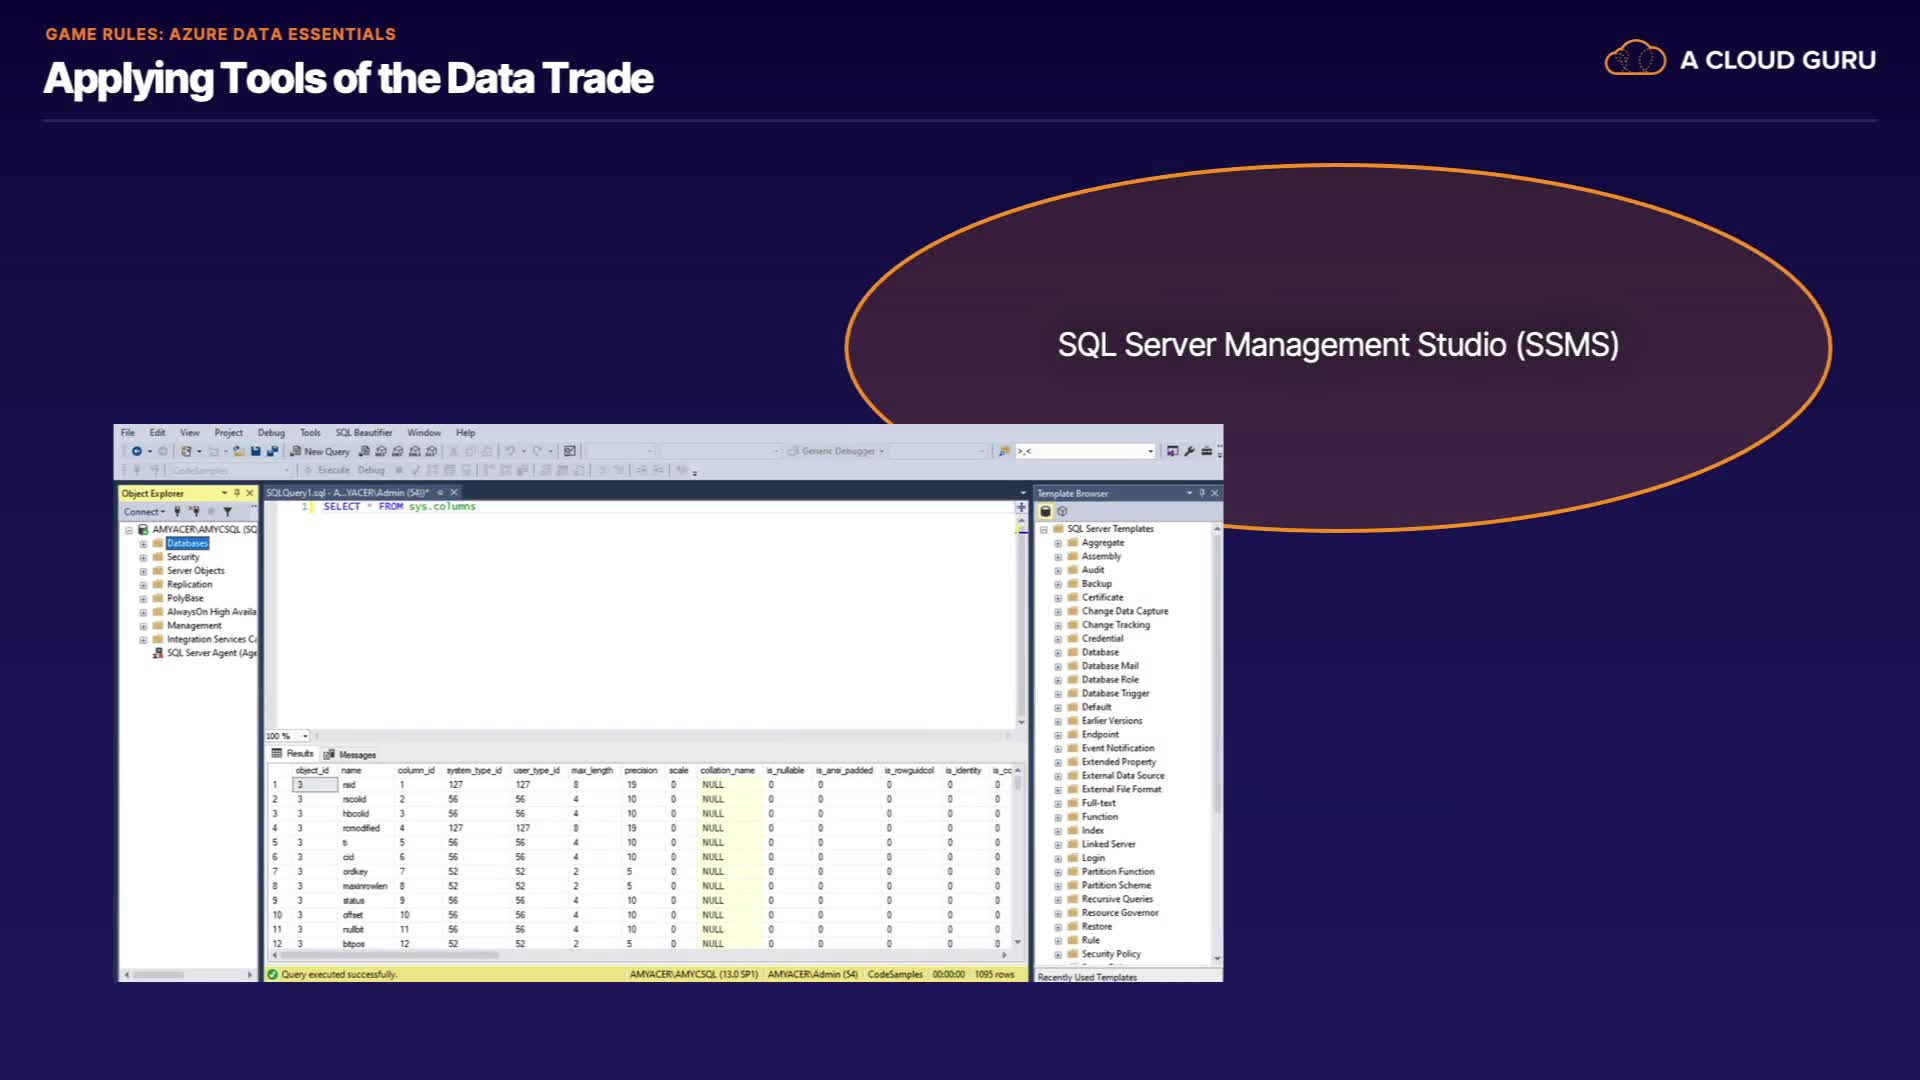 GAME RULES: AZURE DATA ESSENTIALS
Applying Tools of the Data Trade
A CLOUD GURU
SQL Server Management Studio (SSMS)
File Edit View Project Debug Tools SQL Beautifier Window Help
New Query Generic Debugger >,<
CodeSamples Execute Debug
Object Explorer
Connect
AMYACER\AMYCSQL (SQ
Databases
Security
Server Objects
Replication
PolyBase
AlwaysOn High Availa
Management
Integration Services Ca
SQL Server Agent (Age
SQLQuery1.sql - A...YACER\Admin (54))*
1 SELECT * FROM sys.columns
100 %
Results Messages
object_id name column_id system_type_id user_type_id max_length precision scale collation_name is_nullable is_ansi_padded is_rowguidcol is_identity is_cc
1 3 rsid 1 127 127 8 19 0 NULL 0 0 0 0 0
2 3 rscolid 2 56 56 4 10 0 NULL 0 0 0 0 0
3 3 hbcolid 3 56 56 4 10 0 NULL 0 0 0 0 0
4 3 rcmodified 4 127 127 8 19 0 NULL 0 0 0 0 0
5 3 ti 5 56 56 4 10 0 NULL 0 0 0 0 0
6 3 cid 6 56 56 4 10 0 NULL 0 0 0 0 0
7 3 ordkey 7 52 52 2 5 0 NULL 0 0 0 0 0
8 3 maxinrowlen 8 52 52 2 5 0 NULL 0 0 0 0 0
9 3 status 9 56 56 4 10 0 NULL 0 0 0 0 0
10 3 offset 10 56 56 4 10 0 NULL 0 0 0 0 0
11 3 nullbit 11 56 56 4 10 0 NULL 0 0 0 0 0
12 3 bitpos 12 52 52 2 5 0 NULL 0 0 0 0 0
Query executed successfully. AMYACER\AMYCSQL (13.0 SP1) AMYACER\Admin (54) CodeSamples 00:00:00 1095 rows
Template Browser
SQL Server Templates
Aggregate
Assembly
Audit
Backup
Certificate
Change Data Capture
Change Tracking
Credential
Database
Database Mail
Database Role
Database Trigger
Default
Earlier Versions
Endpoint
Event Notification
Extended Property
External Data Source
External File Format
Full-text
Function
Index
Linked Server
Login
Partition Function
Partition Scheme
Recursive Queries
Resource Governor
Restore
Rule
Security Policy
Recently Used Templates